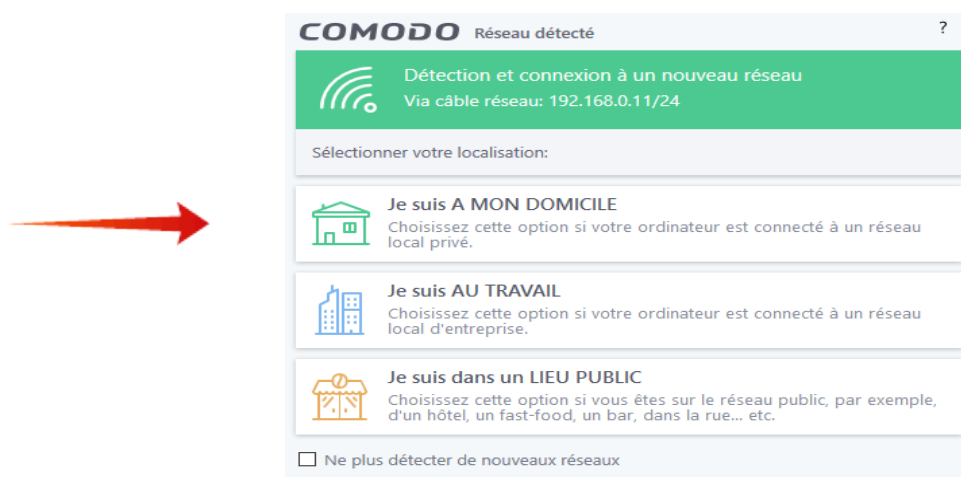 COMODO Réseau détecté ?
Détection et connexion à un nouveau réseau
Via câble réseau: 192.168.0.11/24
Sélectionner votre localisation:
Je suis A MON DOMICILE
Choisissez cette option si votre ordinateur est connecté à un réseau
local privé.
Je suis AU TRAVAIL
Choisissez cette option si votre ordinateur est connecté à un réseau
local d'entreprise.
Je suis dans un LIEU PUBLIC
Choisissez cette option si vous êtes sur le réseau public, par exemple,
d'un hôtel, un fast-food, un bar, dans la rue... etc.
Ne plus détecter de nouveaux réseaux